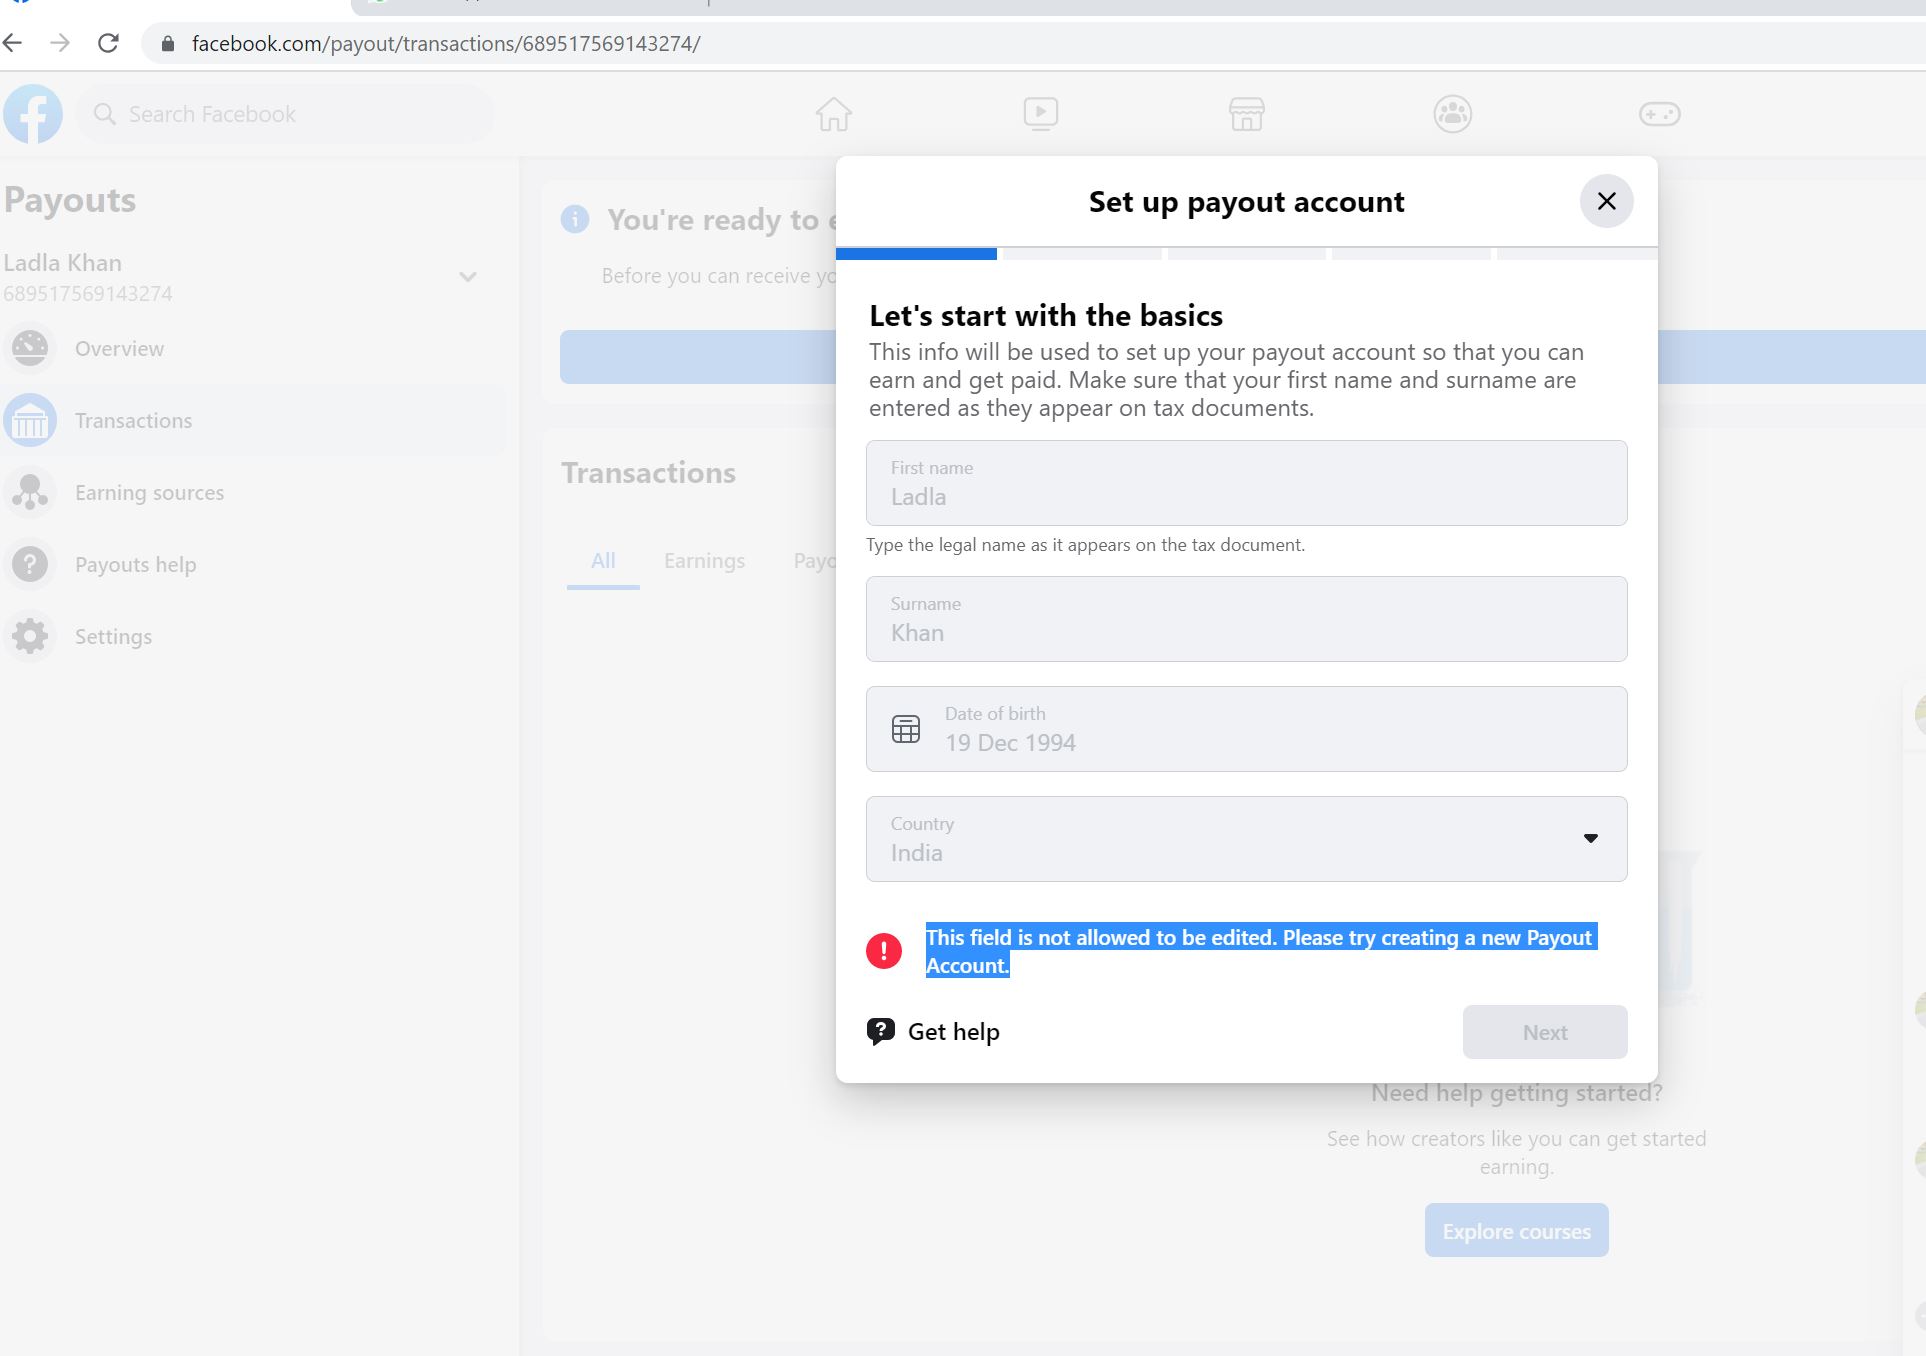 facebook.com/payout/transactions/689517569143274/
Search Facebook
Payouts
Ladla Khan
689517569143274
Overview
Transactions
Earning sources
Payouts help
Settings
You're ready to
Before you can receive
Transactions
All
Earnings
Set up payout account
Let's start with the basics
This info will be used to set up your payout account so that you can
earn and get paid. Make sure that your first name and surname are
entered as they appear on tax documents.
First name
Ladla
Type the legal name as it appears on the tax document.
Surname
Khan
Date of birth
19 Dec 1994
Country
India
This field is not allowed to be edited. Please try creating a new Payout
Account.
Get help
Next
Need help getting started?
See how creators like you can get started
earning.
Explore courses